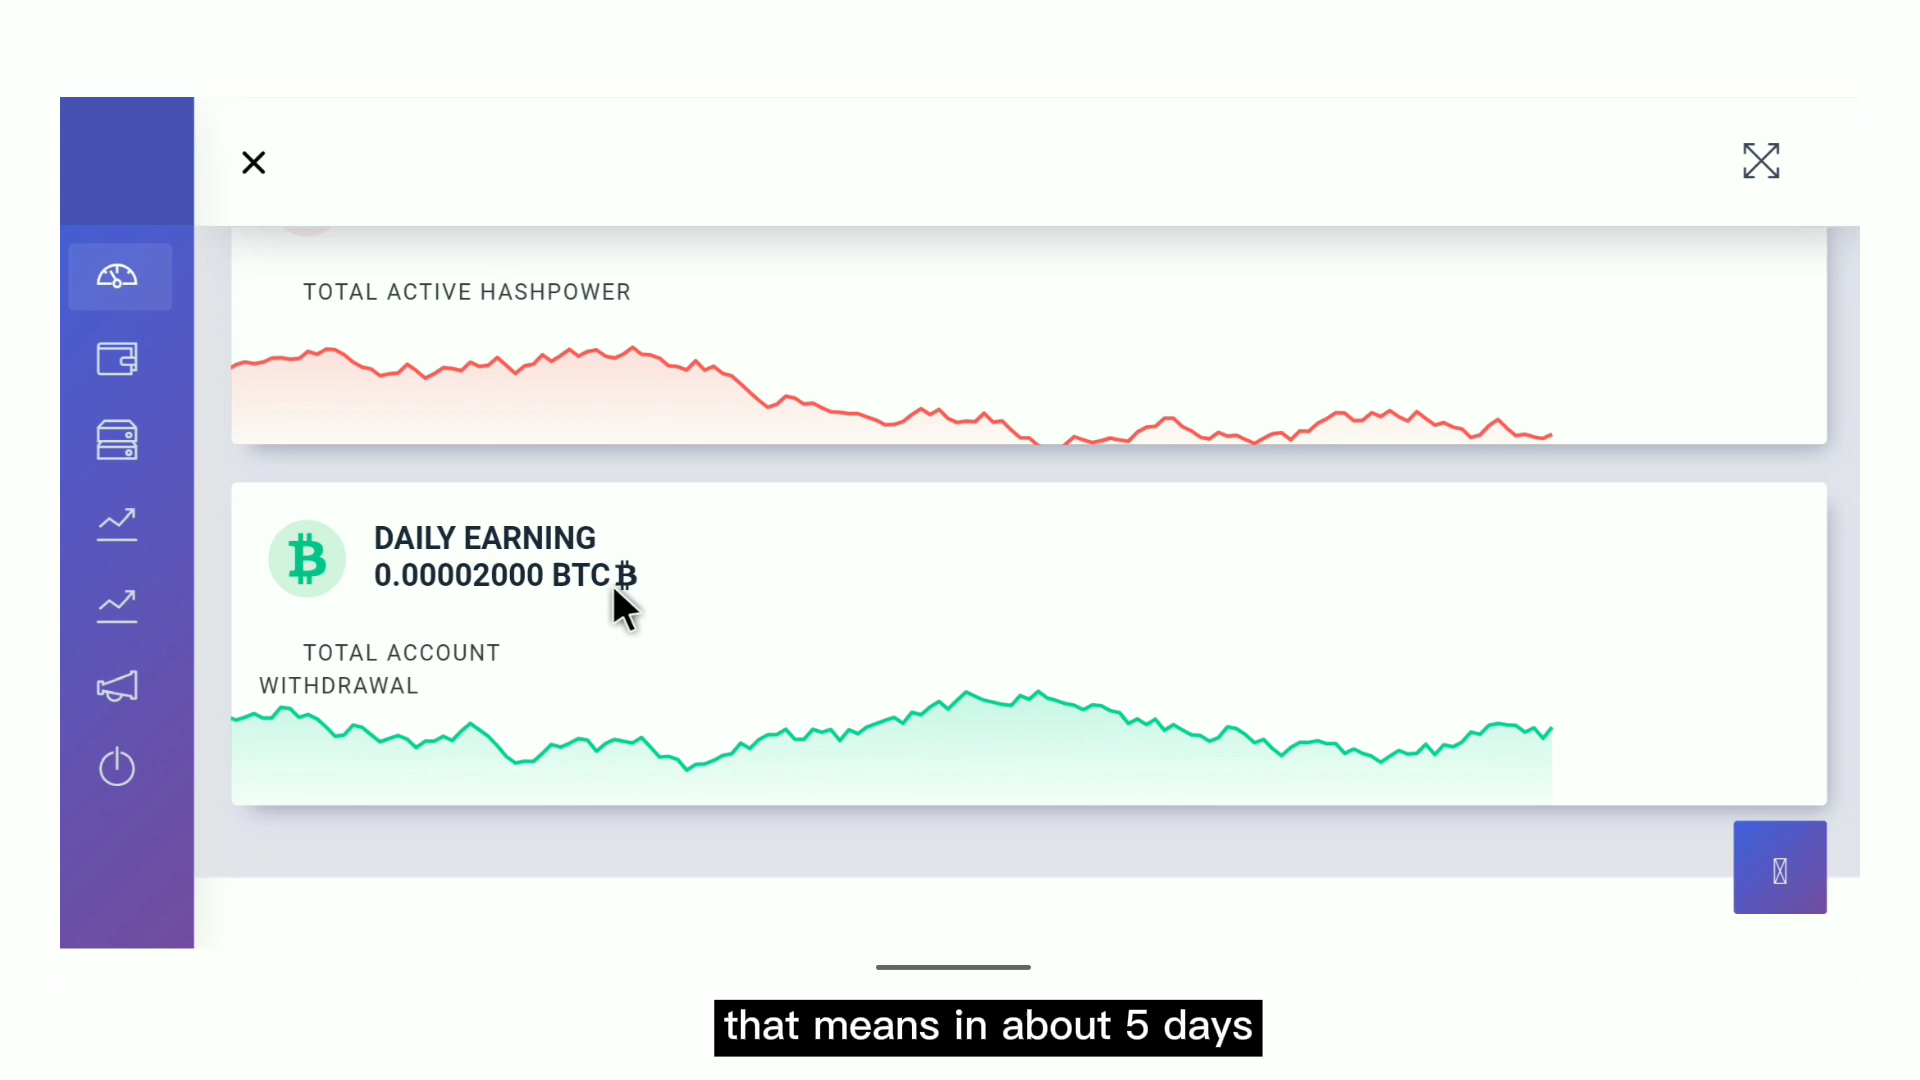 TOTAL ACTIVE HASHPOWER
DAILY EARNING
0.00002000 BTC₿
TOTAL ACCOUNT
WITHDRAWAL
that means in about 5 days